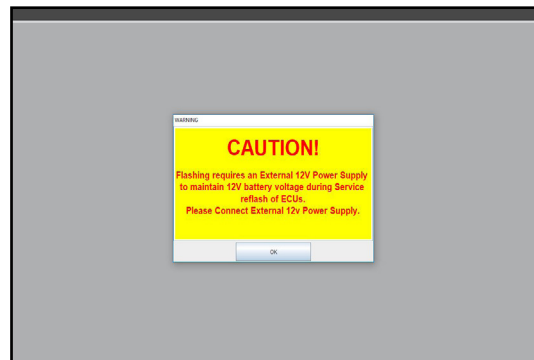 WARNING
CAUTION!
Flashing requires an External 12V Power Supply
to maintain 12V battery voltage during Service
reflash of ECUs.
Please Connect External 12v Power Supply.
OK